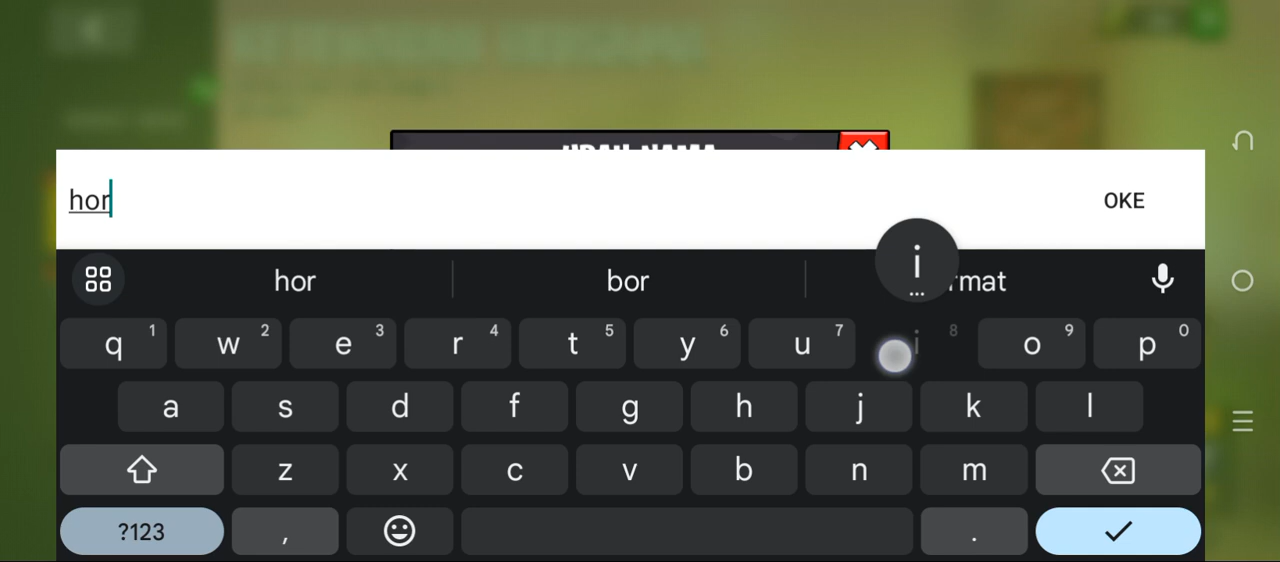 UBAH NAMA
hor
OKE
i
...
hor bor rmat
q 1 w 2 e 3 r 4 t 5 y 6 u 7 i 8 o 9 p 0
a s d f g h j k l
z x c v b n m
?123 , .